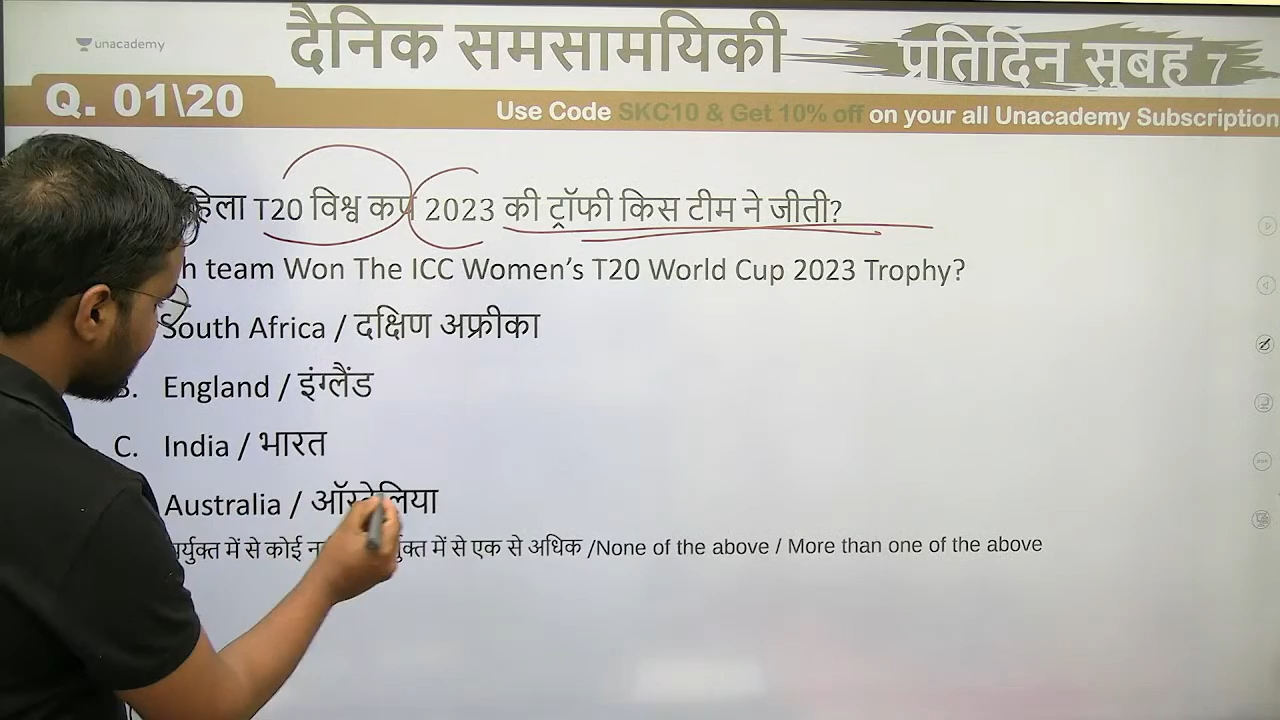 unacademy
दैनिक समसामयिकी
प्रतिदिन सुबह 7
Q. 01\20
Use Code SKC10 & Get 10% off on your all Unacademy Subscription
T20 विश्व कप 2023 की ट्रॉफी किस टीम ने जीती?
team Won The ICC Women's T20 World Cup 2023 Trophy?
South Africa / दक्षिण अफ्रीका
B. England / इंग्लैंड
C. India / भारत
Australia / ऑस्ट्रेलिया
में से कोई में से एक से अधिक /None of the above / More than one of the above